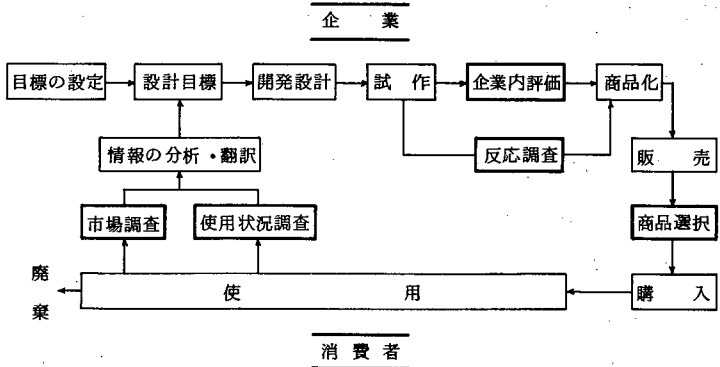 企業
目標の設定
設計目標
開発設計
試作
企業内評価
商品化
情報の分析・翻訳
反応調査
販売
市場調査
使用状況調査
商品選択
廃棄
使用
購入
消費者